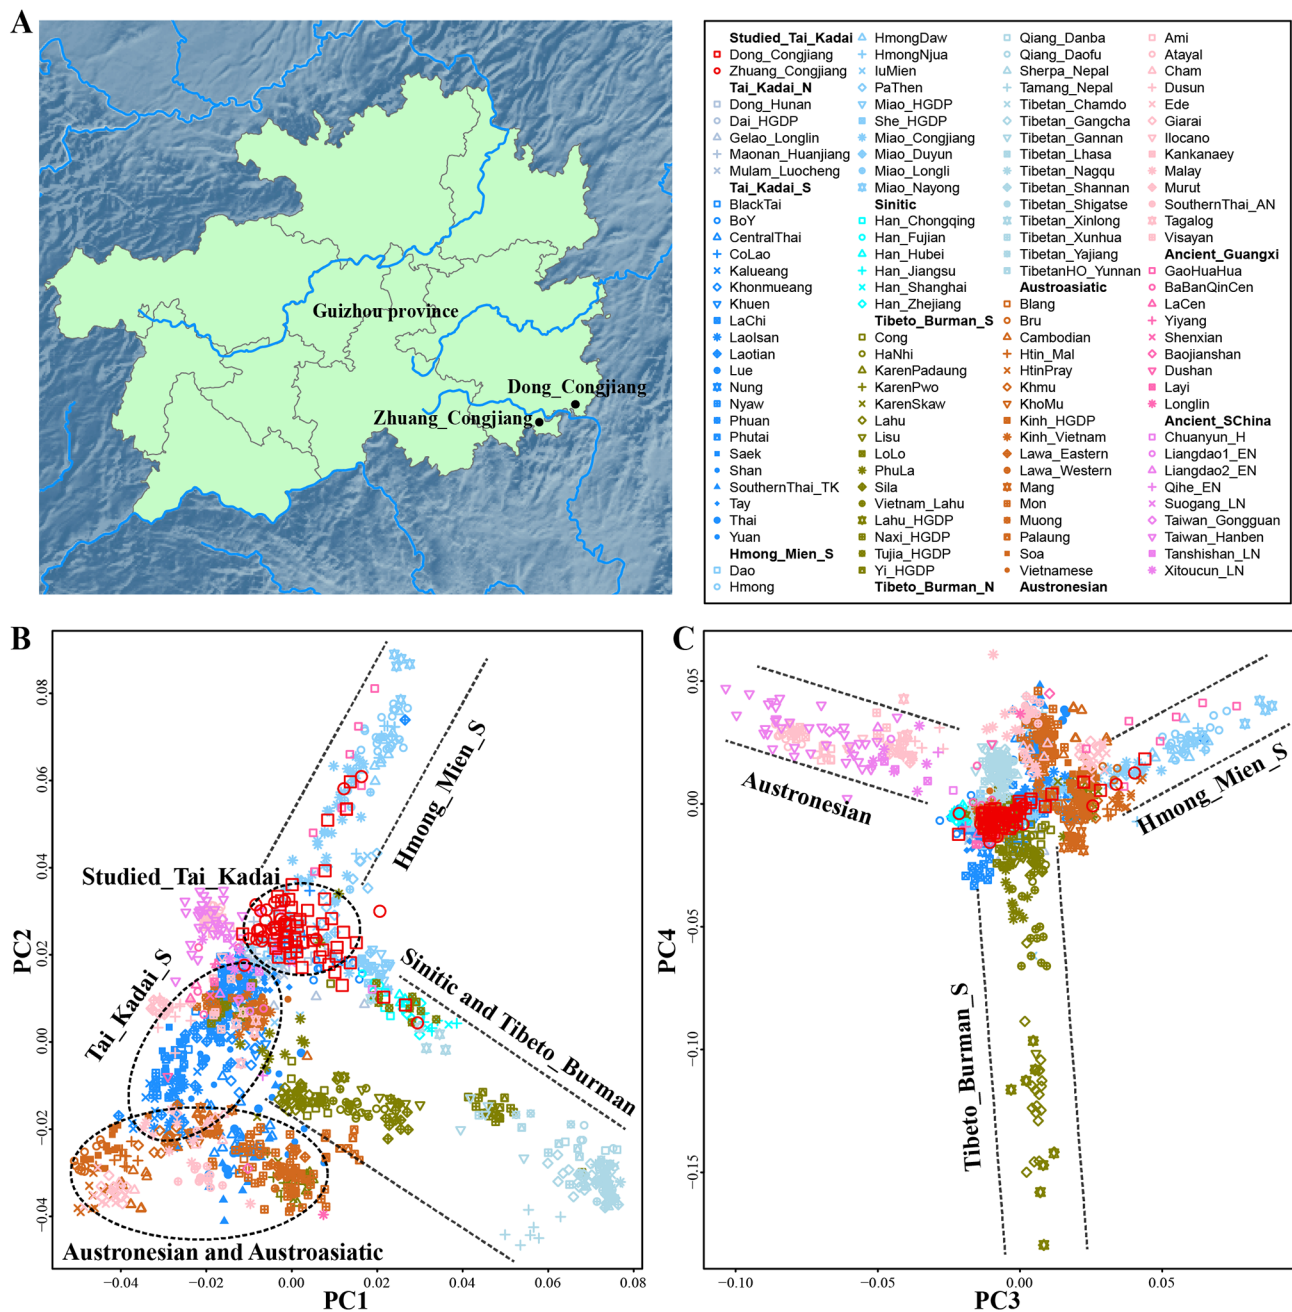 A
Guizhou province
Dong_Congjiang
Zhuang_Congjiang
Studied_Tai_Kadai
Dong_Congjiang
Zhuang_Congjiang
Tai_Kadai_N
Dong_Hunan
Dai_HGDP
Gelao_Longlin
Maonan_Huanjiang
Mulam_Luocheng
Tai_Kadai_S
BlackTai
BoY
CentralThai
CoLao
Kalueang
Khonmueang
Khuen
LaChi
LaoIsan
Laotian
Lue
Nung
Nyaw
Phuan
Phutai
Saek
Shan
SouthernThai_TK
Tay
Thai
Yuan
Hmong_Mien_S
Dao
Hmong
HmongDaw
HmongNjua
IuMien
PaThen
Miao_HGDP
She_HGDP
Miao_Congjiang
Miao_Duyun
Miao_Longli
Miao_Nayong
Sinitic
Han_Chongqing
Han_Fujian
Han_Hubei
Han_Jiangsu
Han_Shanghai
Han_Zhejiang
Tibeto_Burman_S
Cong
HaNhi
KarenPadaung
KarenPwo
KarenSkaw
Lahu
Lisu
LoLo
PhuLa
Sila
Vietnam_Lahu
Lahu_HGDP
Naxi_HGDP
Tujia_HGDP
Yi_HGDP
Tibeto_Burman_N
Qiang_Danba
Qiang_Daofu
Sherpa_Nepal
Tamang_Nepal
Tibetan_Chamdo
Tibetan_Gangcha
Tibetan_Gannan
Tibetan_Lhasa
Tibetan_Nagqu
Tibetan_Shannan
Tibetan_Shigatse
Tibetan_Xinlong
Tibetan_Xunhua
Tibetan_Yajiang
TibetanHO_Yunnan
Austroasiatic
Blang
Bru
Cambodian
Htin_Mal
HtinPray
Khmu
KhoMu
Kinh_HGDP
Kinh_Vietnam
Lawa_Eastern
Lawa_Western
Mang
Mon
Muong
Palaung
Soa
Vietnamese
Austronesian
Ami
Atayal
Cham
Dusun
Ede
Giarai
Ilocano
Kankanaey
Malay
Murut
SouthernThai_AN
Tagalog
Visayan
Ancient_Guangxi
GaoHuaHua
BaBanQinCen
LaCen
Yiyang
Shenxian
Baojianshan
Dushan
Layi
Longlin
Ancient_SChina
Chuanyun_H
Liangdao1_EN
Liangdao2_EN
Qihe_EN
Suogang_LN
Taiwan_Gongguan
Taiwan_Hanben
Tanshishan_LN
Xitoucun_LN
B
PC2
0.08
0.06
0.04
0.02
0.00
−0.02
−0.04
Hmong_Mien_S
Studied_Tai_Kadai
Tai_Kadai_S
Sinitic and Tibeto_Burman
Austronesian and Austroasiatic
−0.04
−0.02
0.00
0.02
0.04
0.06
0.08
PC1
C
PC4
0.05
0.00
−0.05
−0.10
−0.15
Austronesian
Hmong_Mien_S
Tibeto_Burman_S
−0.10
−0.05
0.00
0.05
PC3